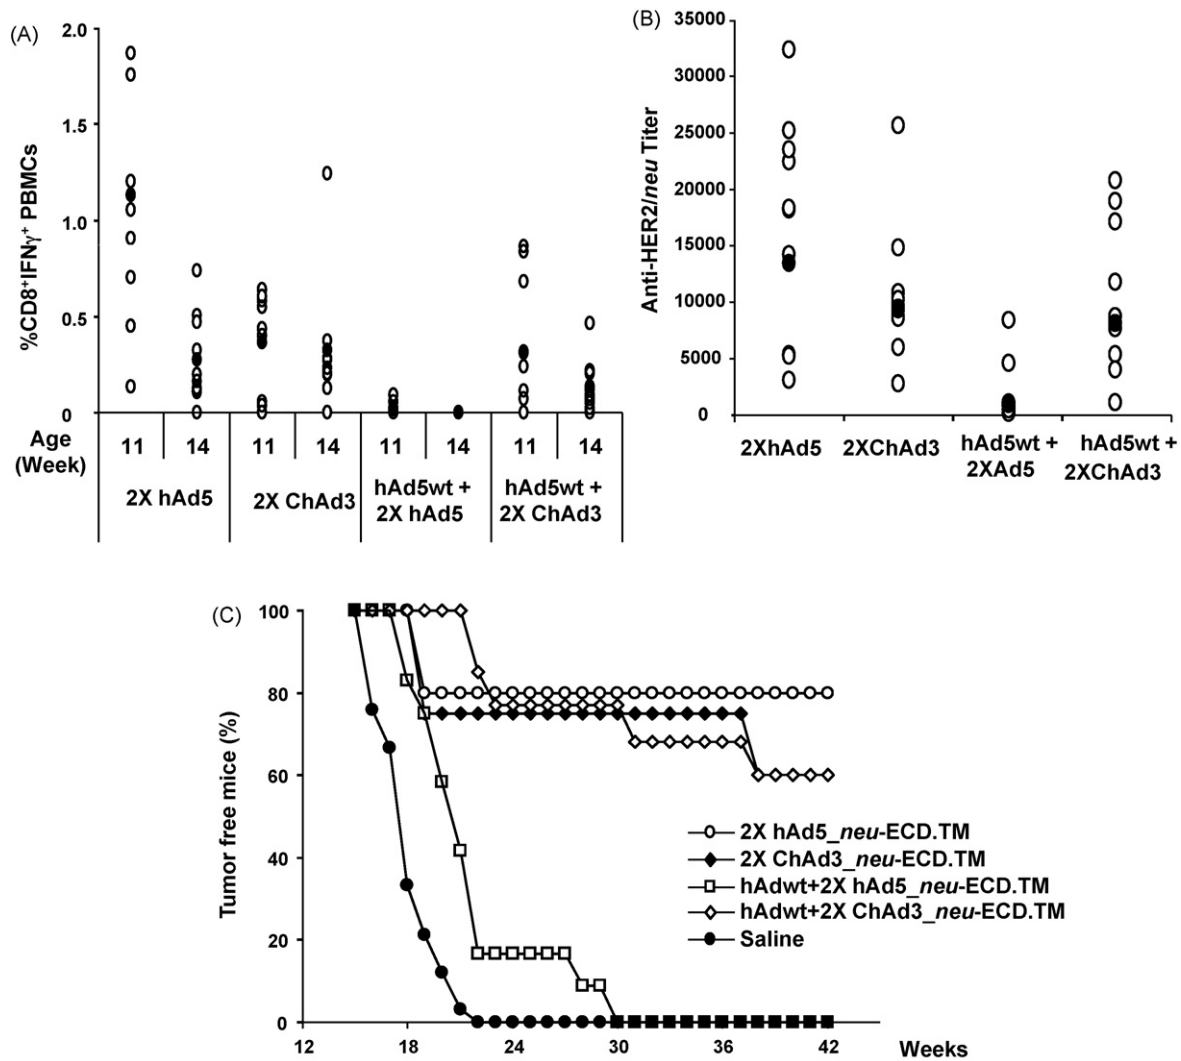 (A)
2.0
1.5
1.0
0.5
0
%CD8⁺IFNγ⁺ PBMCs
Age
(Week)
11 14 11 14 11 14 11 14
2X hAd5
2X ChAd3
hAd5wt +
2X hAd5
hAd5wt +
2X ChAd3
(B)
35000
30000
25000
20000
15000
10000
5000
0
Anti-HER2/neu Titer
2XhAd5
2XChAd3
hAd5wt +
2XAd5
hAd5wt +
2XChAd3
(C)
100
80
60
40
20
0
Tumor free mice (%)
12 18 24 30 36 42
Weeks
2X hAd5_neu-ECD.TM
2X ChAd3_neu-ECD.TM
hAdwt+2X hAd5_neu-ECD.TM
hAdwt+2X ChAd3_neu-ECD.TM
Saline